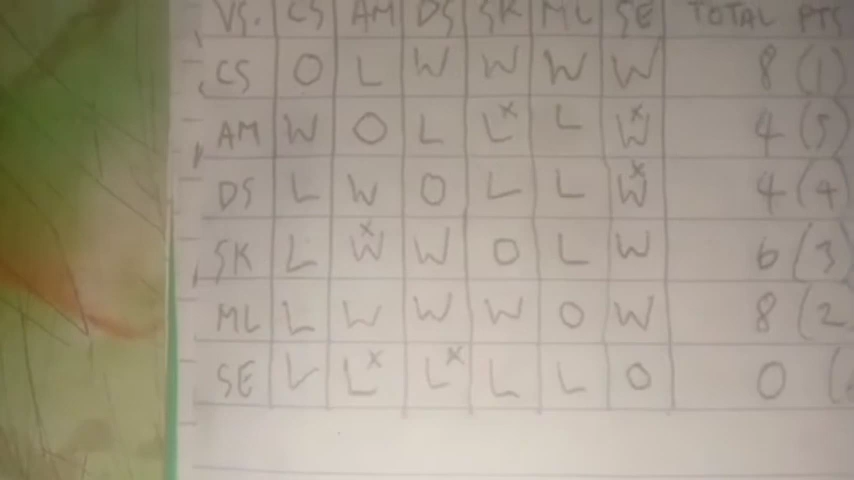 VS. CS AM DS SK ML SE TOTAL PTS
CS O L W W W W 8 (1)
AM W O L L× L W× 4 (5)
DS L W O L L W× 4 (4
SK L W× W O L W 6 (3
ML L W W W O W 8 (2
SE L L× L× L L O 0 (